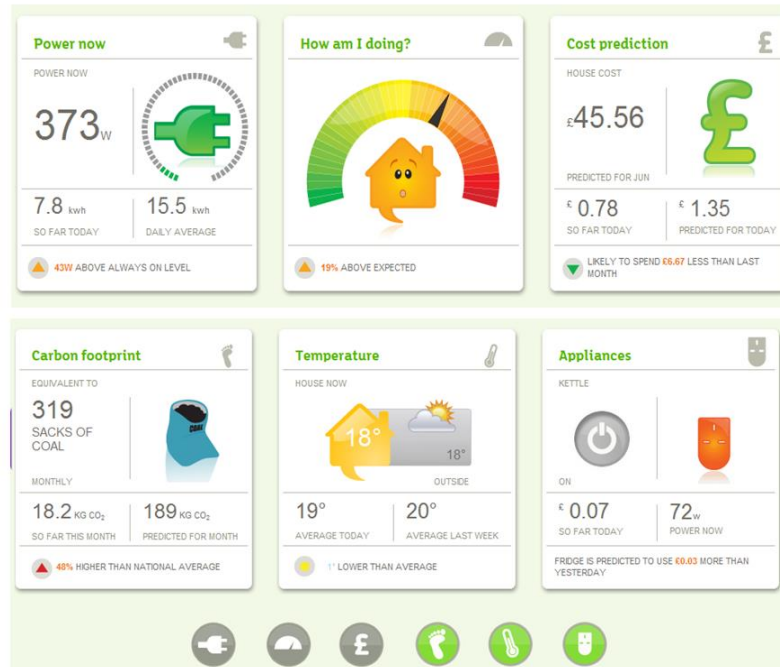 Power now
POWER NOW
373W
7.8 kwh
SO FAR TODAY
15.5 kwh
DAILY AVERAGE
43W ABOVE ALWAYS ON LEVEL
How am I doing?
19% ABOVE EXPECTED
Cost prediction
£
HOUSE COST
£45.56
£
PREDICTED FOR JUN
£ 0.78
SO FAR TODAY
£ 1.35
PREDICTED FOR TODAY
LIKELY TO SPEND £6.67 LESS THAN LAST
MONTH
Carbon footprint
EQUIVALENT TO
319
SACKS OF
COAL
COAL
MONTHLY
18.2 KG CO₂
SO FAR THIS MONTH
189 KG CO₂
PREDICTED FOR MONTH
48% HIGHER THAN NATIONAL AVERAGE
Temperature
HOUSE NOW
18°
18°
OUTSIDE
19°
AVERAGE TODAY
20°
AVERAGE LAST WEEK
1° LOWER THAN AVERAGE
Appliances
KETTLE
ON
£ 0.07
SO FAR TODAY
72W
POWER NOW
FRIDGE IS PREDICTED TO USE £0.03 MORE THAN
YESTERDAY
£